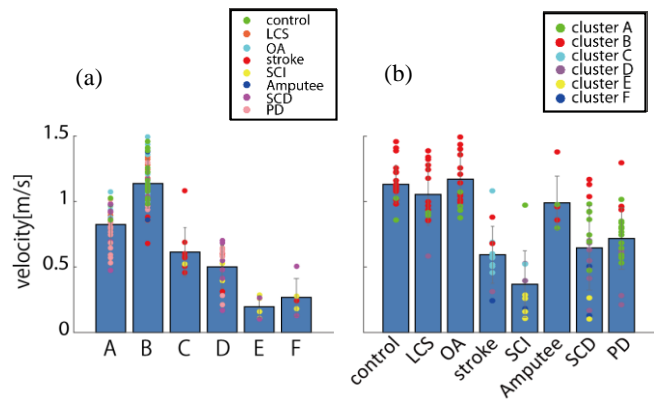 control
LCS
OA
stroke
SCI
Amputee
SCD
PD
cluster A
cluster B
cluster C
cluster D
cluster E
cluster F
(a)
(b)
velocity[m/s]
1.5
1
0.5
0
A B C D E F
control LCS OA stroke SCI Amputee SCD PD